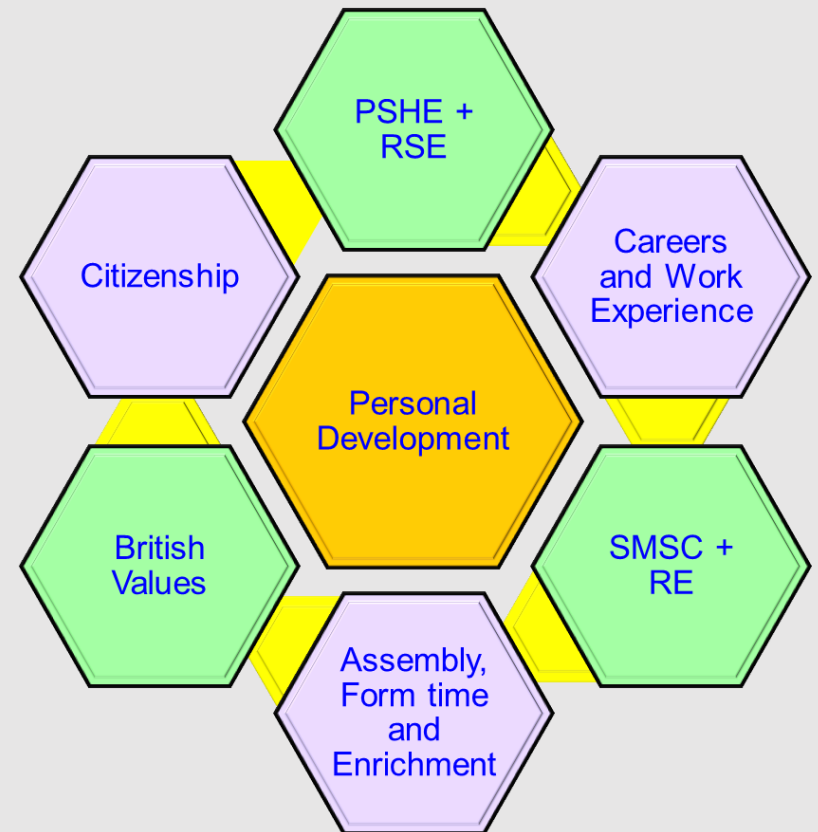 PSHE +
RSE
Citizenship
Careers
and Work
Experience
Personal
Development
British
Values
SMSC +
RE
Assembly,
Form time
and
Enrichment